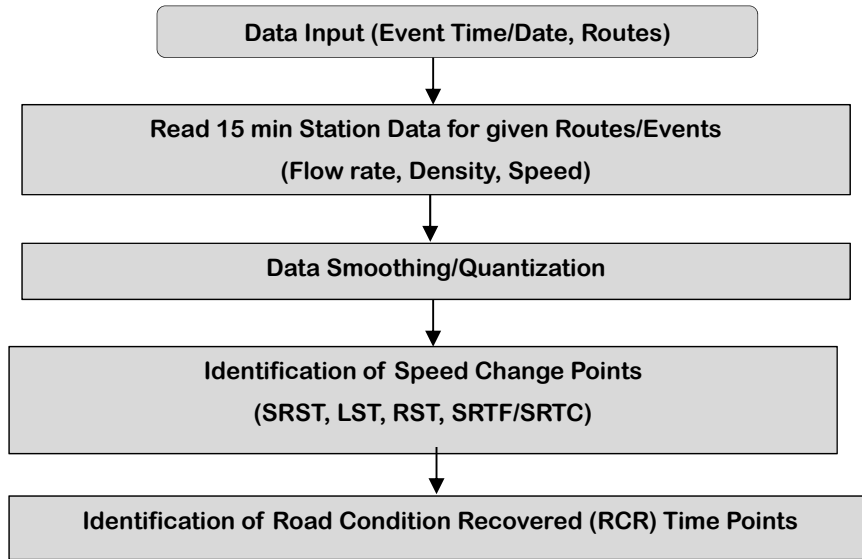 Data Input (Event Time/Date, Routes)
Read 15 min Station Data for given Routes/Events
(Flow rate, Density, Speed)
Data Smoothing/Quantization
Identification of Speed Change Points
(SRST, LST, RST, SRTF/SRTC)
Identification of Road Condition Recovered (RCR) Time Points